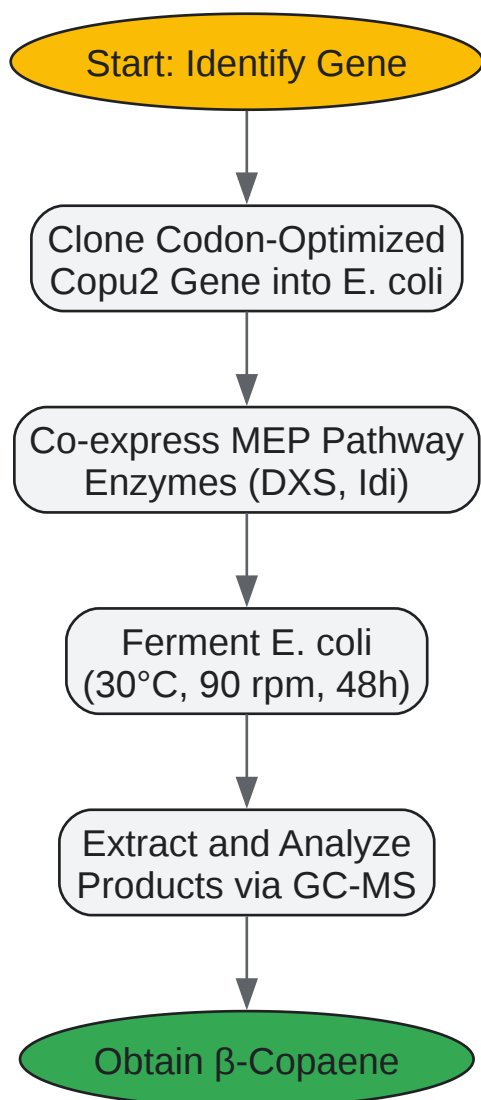 Start: Identify Gene
Clone Codon-Optimized
Copu2 Gene into E. coli
Co-express MEP Pathway
Enzymes (DXS, Idi)
Ferment E. coli
(30°C, 90 rpm, 48h)
Extract and Analyze
Products via GC-MS
Obtain β-Copaene